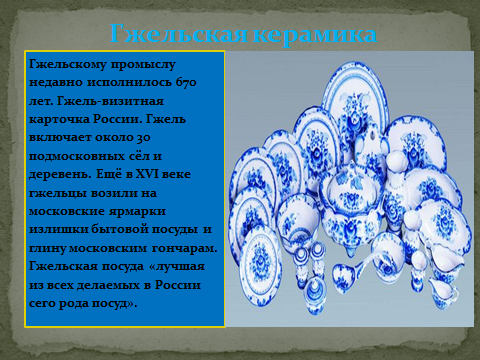 Гжельская керамика
Гжельскому промыслу
недавно исполнилось 670
лет. Гжель-визитная
карточка России. Гжель
включает около 30
подмосковных сёл и
деревень. Ещё в XVI веке
гжельцы возили на
московские ярмарки
излишки бытовой посуды и
глину московским гончарам.
Гжельская посуда «лучшая
из всех делаемых в России
сего рода посуд».